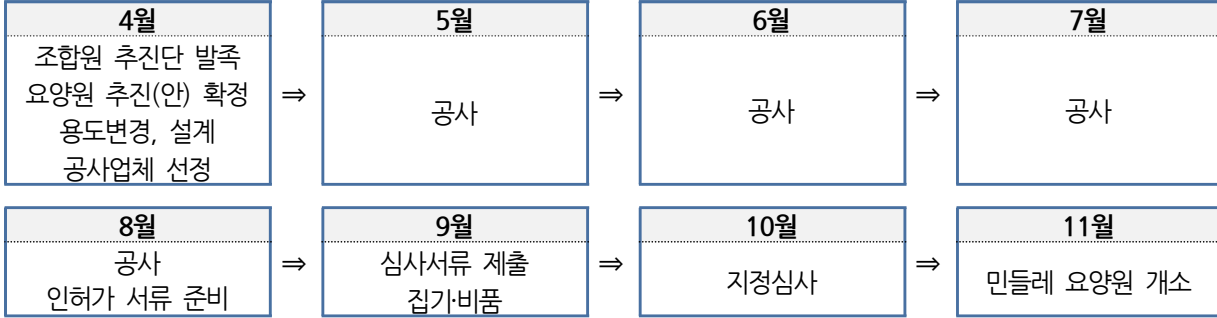 4월
조합원 추진단 발족
요양원 추진(안) 확정
용도변경, 설계
공사업체 선정
⇒
5월
공사
⇒
6월
공사
⇒
7월
공사
8월
공사
인허가 서류 준비
⇒
9월
심사서류 제출
집기·비품
⇒
10월
지정심사
⇒
11월
민들레 요양원 개소